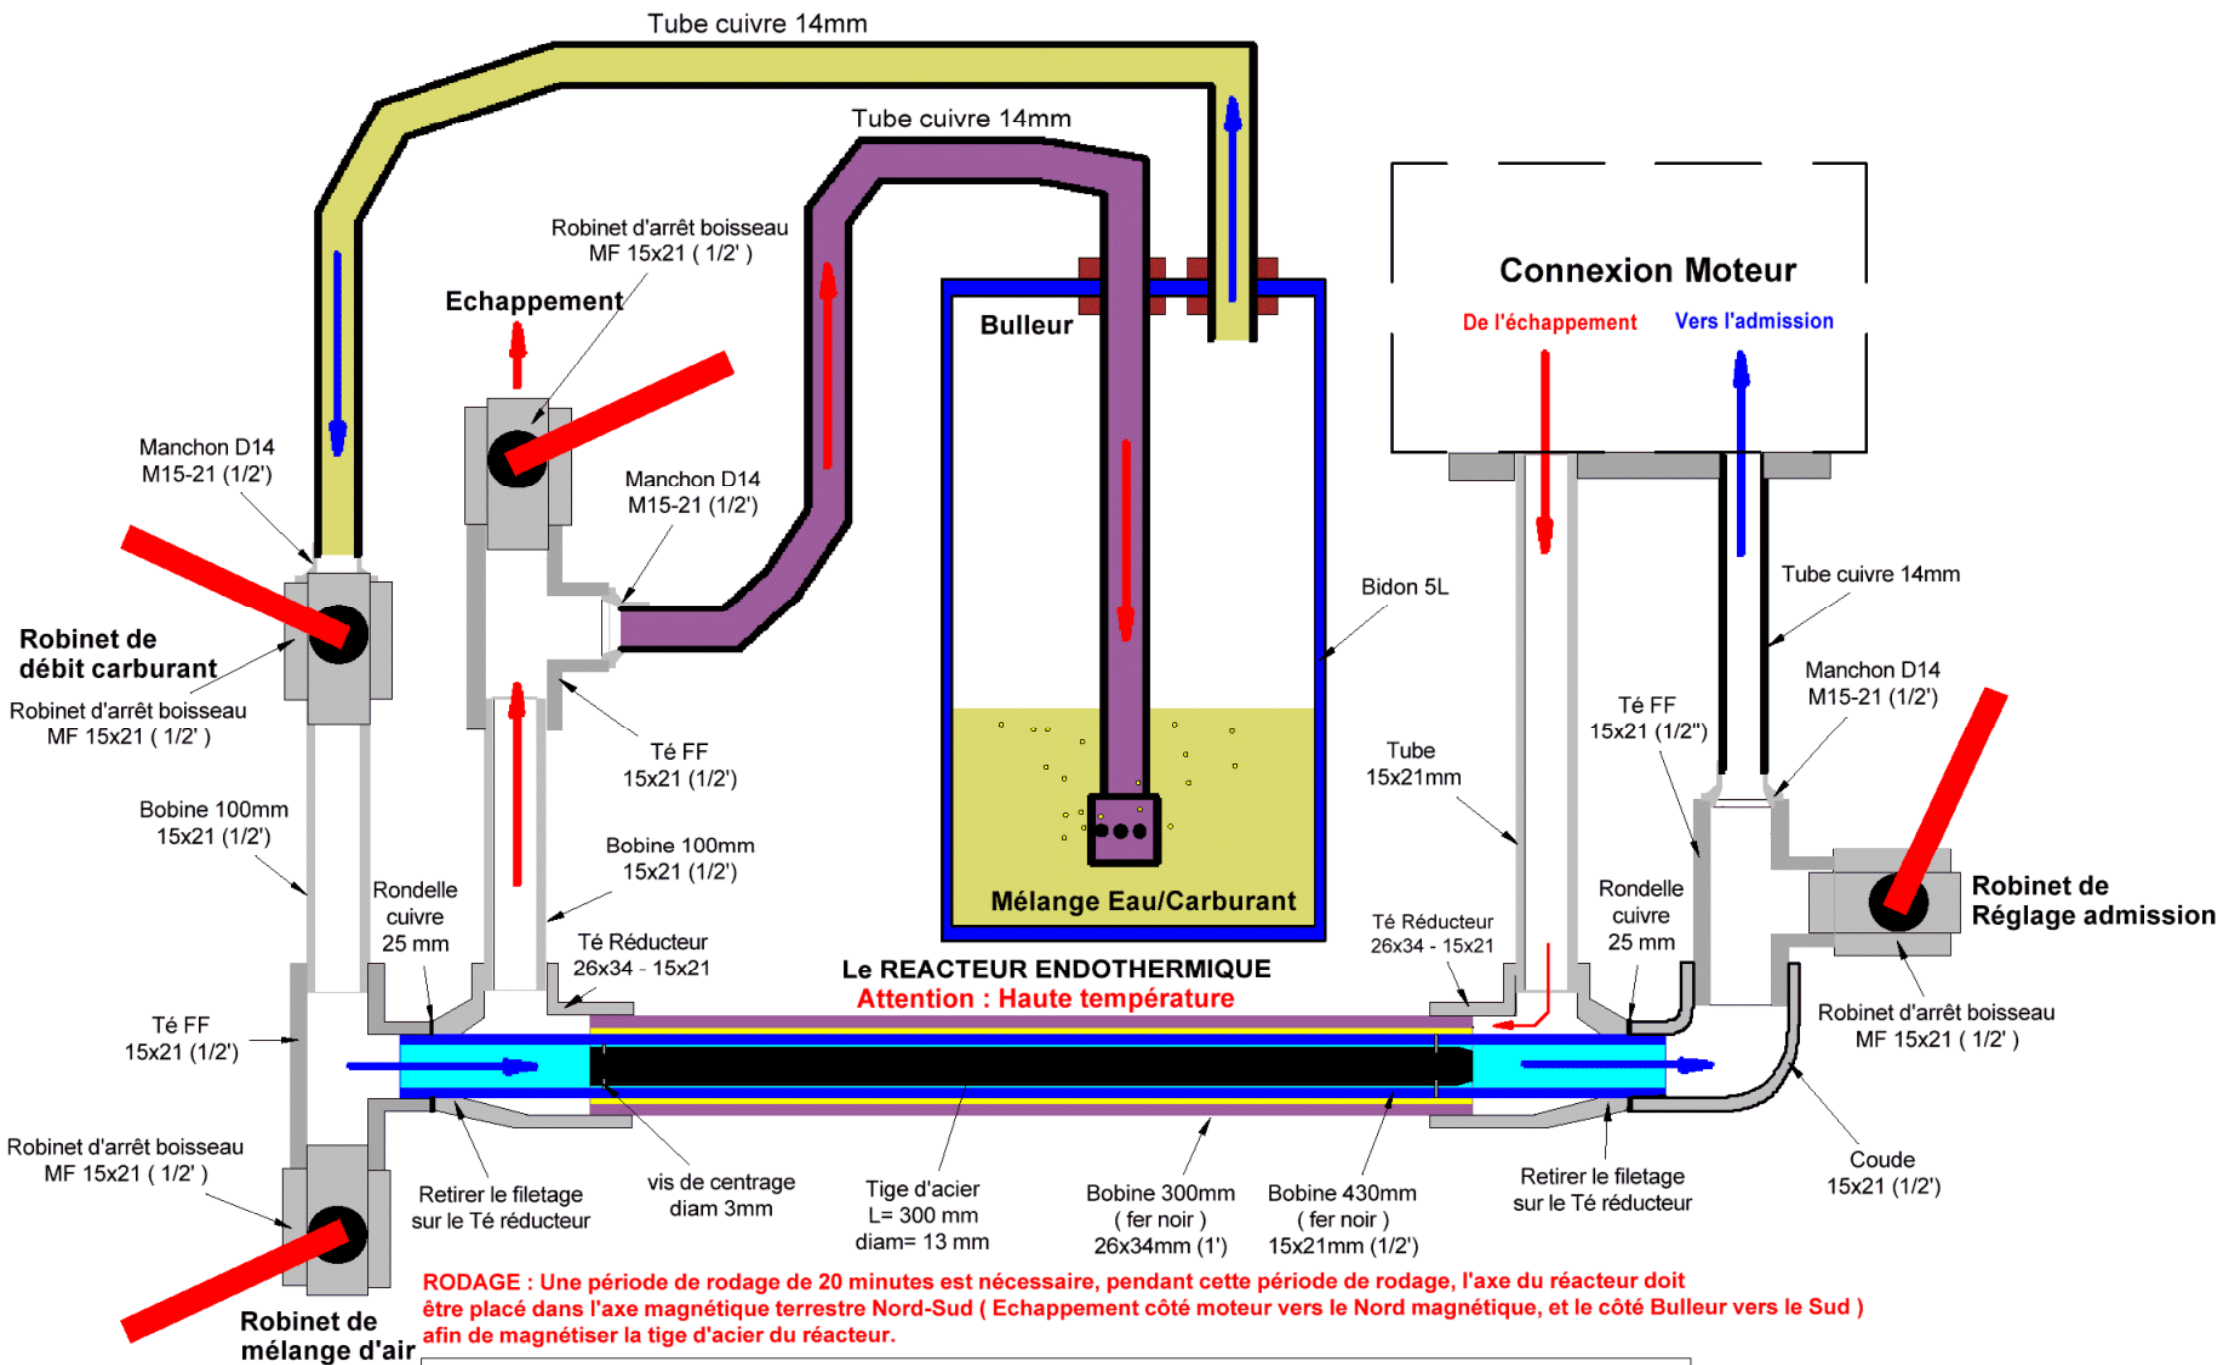 Tube cuivre 14mm
Tube cuivre 14mm
Robinet d'arrêt boisseau
MF 15x21 ( 1/2' )
Echappement
Connexion Moteur
De l'échappement
Vers l'admission
Bulleur
Manchon D14
M15-21 (1/2')
Manchon D14
M15-21 (1/2')
Bidon 5L
Tube cuivre 14mm
Robinet de
débit carburant
Robinet d'arrêt boisseau
MF 15x21 ( 1/2' )
Manchon D14
M15-21 (1/2')
Té FF
15x21 (1/2")
Té FF
15x21 (1/2')
Tube
15x21mm
Bobine 100mm
15x21 (1/2')
Bobine 100mm
15x21 (1/2')
Rondelle
cuivre
25 mm
Rondelle
cuivre
25 mm
Robinet de
Réglage admission
Mélange Eau/Carburant
Té Réducteur
26x34 - 15x21
Té Réducteur
26x34 - 15x21
Le REACTEUR ENDOTHERMIQUE
Attention : Haute température
Robinet d'arrêt boisseau
MF 15x21 ( 1/2' )
Té FF
15x21 (1/2')
Robinet d'arrêt boisseau
MF 15x21 ( 1/2' )
Retirer le filetage
sur le Té réducteur
vis de centrage
diam 3mm
Tige d'acier
L= 300 mm
diam= 13 mm
Bobine 300mm
( fer noir )
26x34mm (1')
Bobine 430mm
( fer noir )
15x21mm (1/2')
Retirer le filetage
sur le Té réducteur
Coude
15x21 (1/2')
RODAGE : Une période de rodage de 20 minutes est nécessaire, pendant cette période de rodage, l'axe du réacteur doit
être placé dans l'axe magnétique terrestre Nord-Sud ( Echappement côté moteur vers le Nord magnétique, et le côté Bulleur vers le Sud )
afin de magnétiser la tige d'acier du réacteur.
Robinet de
mélange d'air